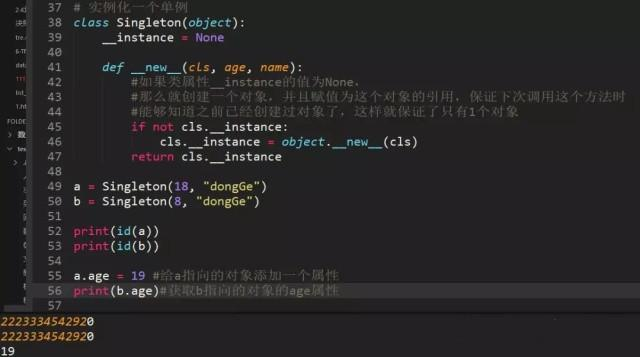 37
# 实例化一个单例
38 class Singleton(object):
39 __instance = None
40
41 def __new__(cls, age, name):
42 #如果类属性__instance的值为None，
43 #那么就创建一个对象，并且赋值为这个对象的引用，保证下次调用这个方法时
44 #能够知道之前已经创建过对象了，这样就保证了只有1个对象
45 if not cls.__instance:
46 cls.__instance = object.__new__(cls)
47 return cls.__instance
48
49 a = Singleton(18, "dongGe")
50 b = Singleton(8, "dongGe")
51
52 print(id(a))
53 print(id(b))
54
55 a.age = 19 #给a指向的对象添加一个属性
56 print(b.age)#获取b指向的对象的age属性
57
2223334542920
2223334542920
19